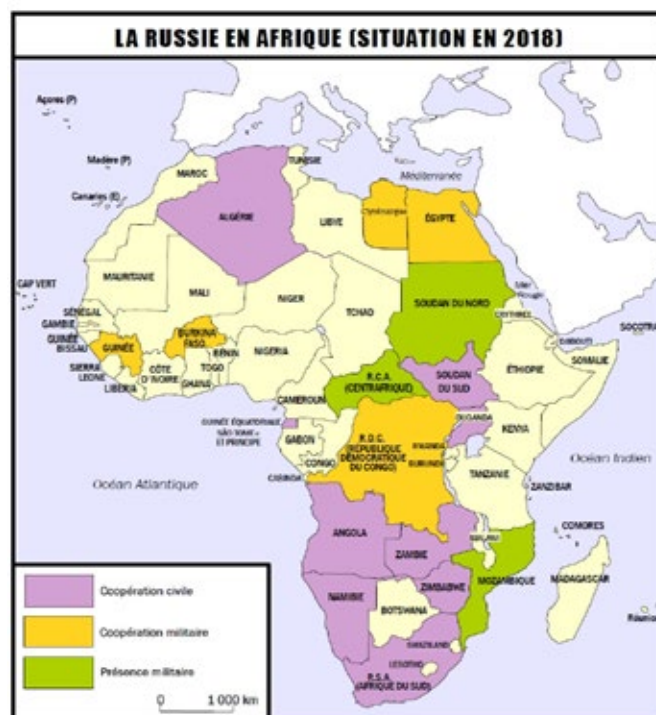 LA RUSSIE EN AFRIQUE (SITUATION EN 2018)
Açores (P)
Madère (P)
Canaries (E)
MAROC
TUNISIE
Méditerranée
ALGÉRIE
LIBYE
Cyrénaïque
ÉGYPTE
Mer
Rouge
CAP VERT
MAURITANIE
MALI
NIGER
TCHAD
SOUDAN DU NORD
ERYTHRÉE
DJIBOUTI
SOCOTRA
SÉNÉGAL
GAMBIE
GUINÉE
BISSAU
GUINÉE
SIERRA
LEONE
LIBERIA
CÔTE
D'IVOIRE
BURKINA
FASO
GHANA
TOGO
BÉNIN
NIGERIA
CAMEROUN
R.C.A.
(CENTRAFRIQUE)
SOUDAN
DU SUD
ÉTHIOPIE
SOMALIE
GUINÉE ÉQUATORIALE
SÃO TOMÉ
ET PRINCIPE
GABON
CONGO
CABINDA
R.D.C.
(RÉPUBLIQUE
DÉMOCRATIQUE
DU CONGO)
OUGANDA
RWANDA
BURUNDI
KENYA
TANZANIE
ZANZIBAR
Océan Indien
Océan Atlantique
ANGOLA
ZAMBIE
MALAWI
COMORES
MOZAMBIQUE
MADAGASCAR
Réunion
NAMIBIE
BOTSWANA
ZIMBABWE
SWAZILAND
LESOTHO
R.S.A.
(AFRIQUE DU SUD)
Coopération civile
Coopération militaire
Présence militaire
0 1 000 km